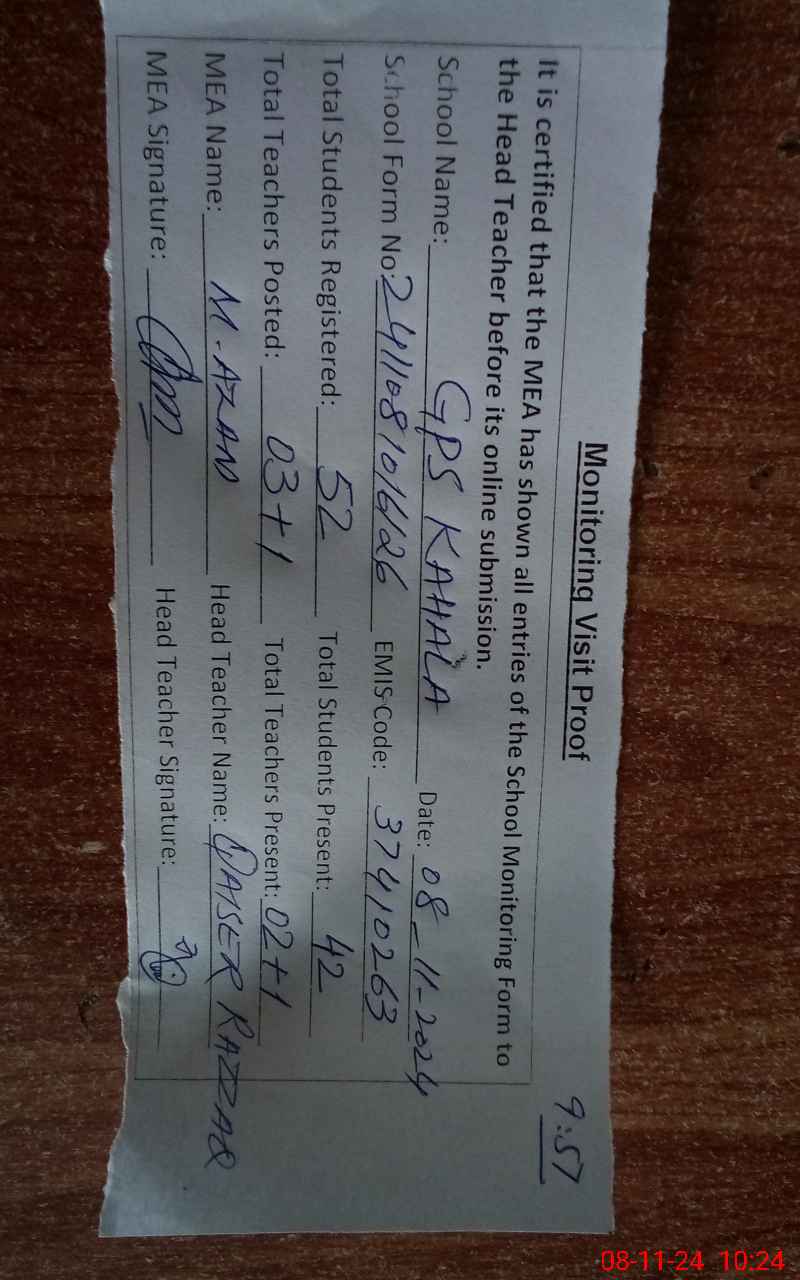 9:57
Monitoring Visit Proof
It is certified that the MEA has shown all entries of the School Monitoring Form to
the Head Teacher before its online submission.
School Name: GPS KAHALA Date: 08-11-2024
School Form No: 241108101626 EMIS Code: 37410263
Total Students Registered: 52 Total Students Present: 42
Total Teachers Posted: 03+1 Total Teachers Present: 02+1
MEA Name: M-AZAD Head Teacher Name: QAISER RAZZAQ
MEA Signature: Head Teacher Signature:
08-11-24 10:24